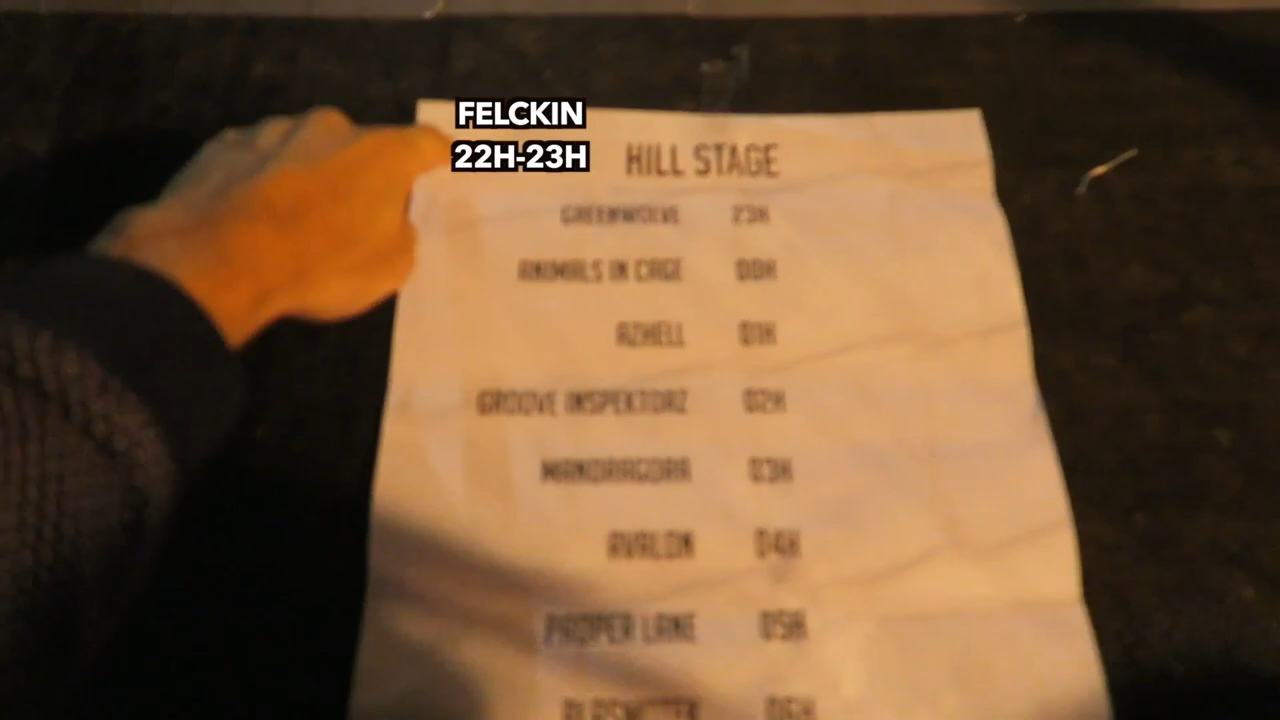 FELCKIN
22H-23H
HILL STAGE
GREENWOLVE 23H
ANIMALS IN CAGE 00H
AZHELL 01H
GROOVE INSPEKTORZ 02H
MANDRAGORA 03H
AVALON 04H
PROPER LANE 05H
06H